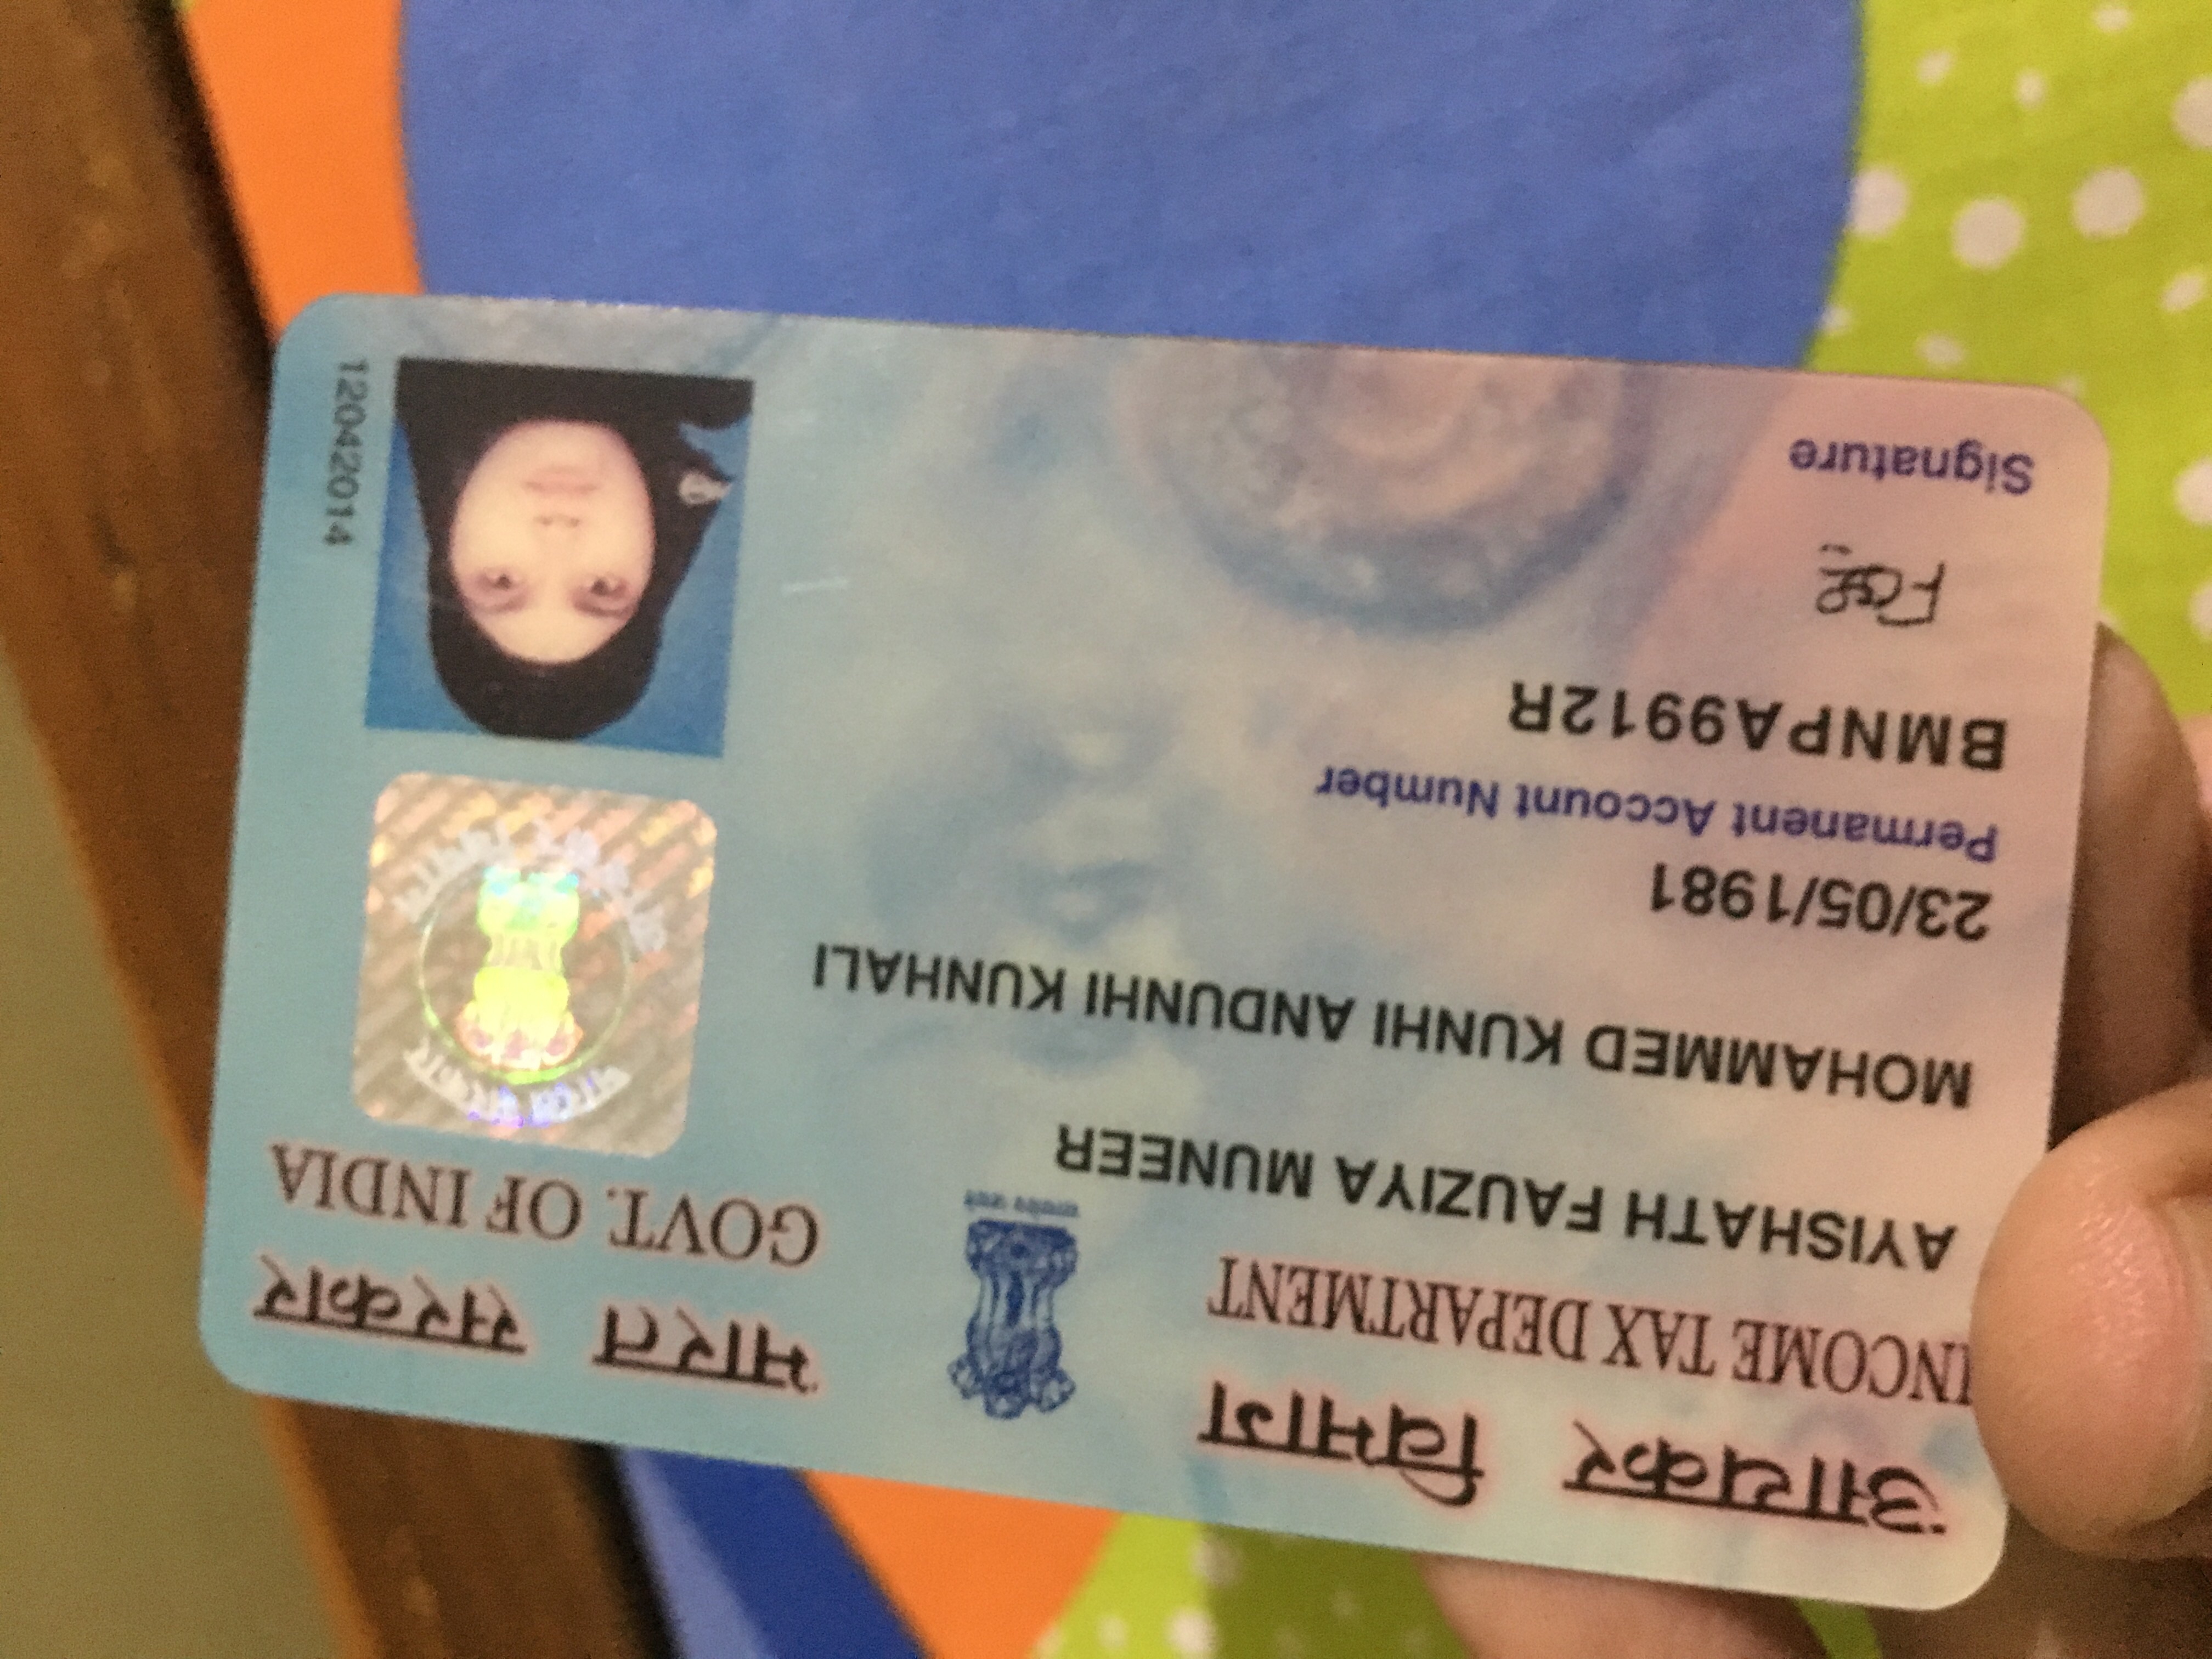 आयकर विभाग
INCOME TAX DEPARTMENT
भारत सरकार
GOVT. OF INDIA
AYISHATH FAUZIYA MUNEER
MOHAMMED KUNHI ANDUNHI KUNHALI
23/05/1981
Permanent Account Number
BMNPA9912R
Signature
12042014